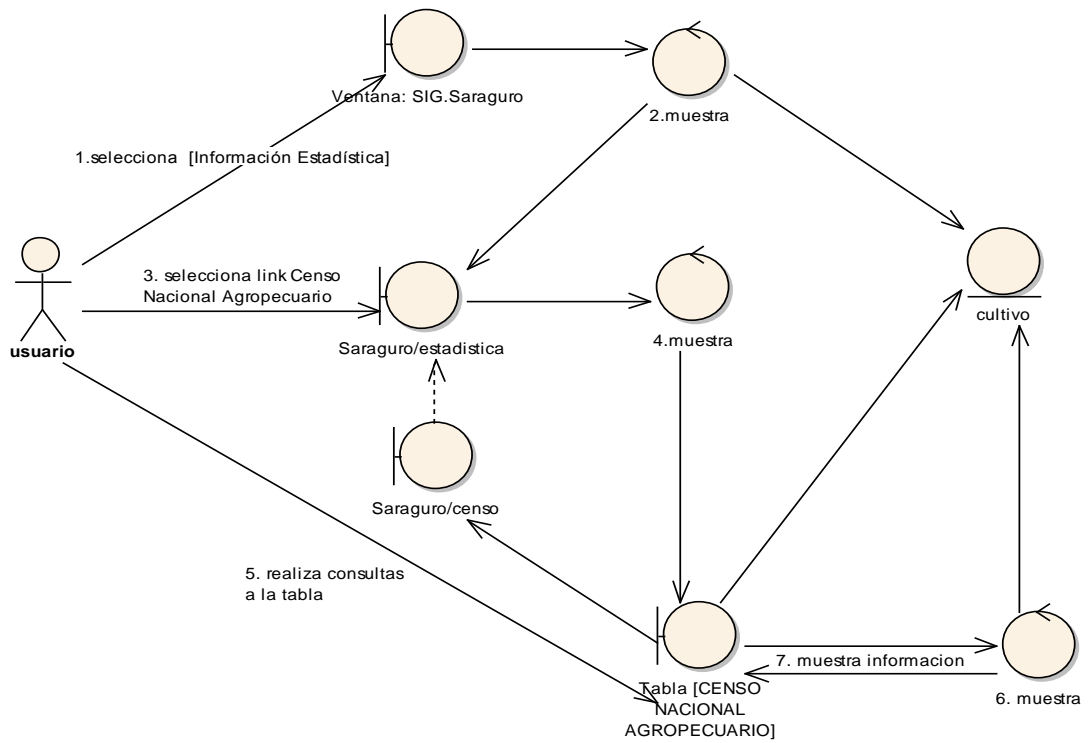 Ventana: SIG.Saraguro
2.muestra
1.selecciona [Información Estadística]
3. selecciona link Censo
Nacional Agropecuario
usuario
Saraguro/estadistica
4.muestra
cultivo
Saraguro/censo
5. realiza consultas
a la tabla
7. muestra informacion
Tabla [CENSO
NACIONAL
AGROPECUARIO]
6. muestra